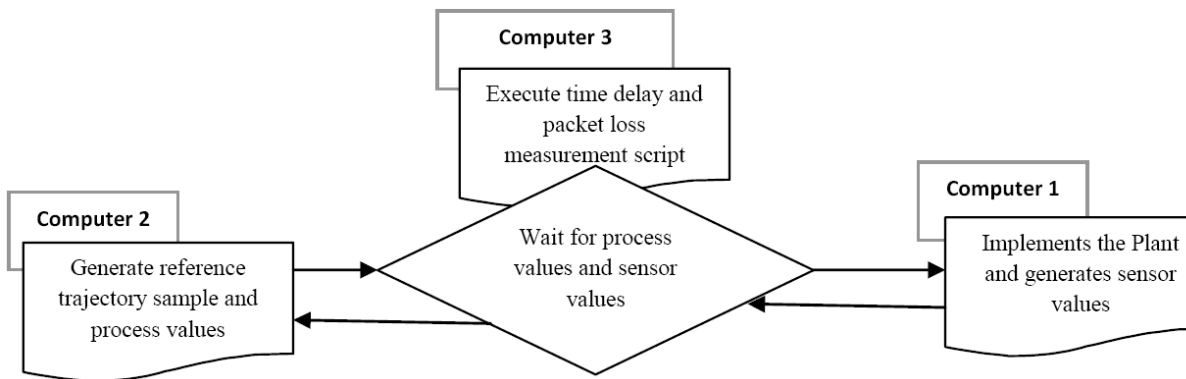 Computer 3
Execute time delay and
packet loss
measurement script
Computer 2
Generate reference
trajectory sample and
process values
Wait for process
values and sensor
values
Computer 1
Implements the Plant
and generates sensor
values